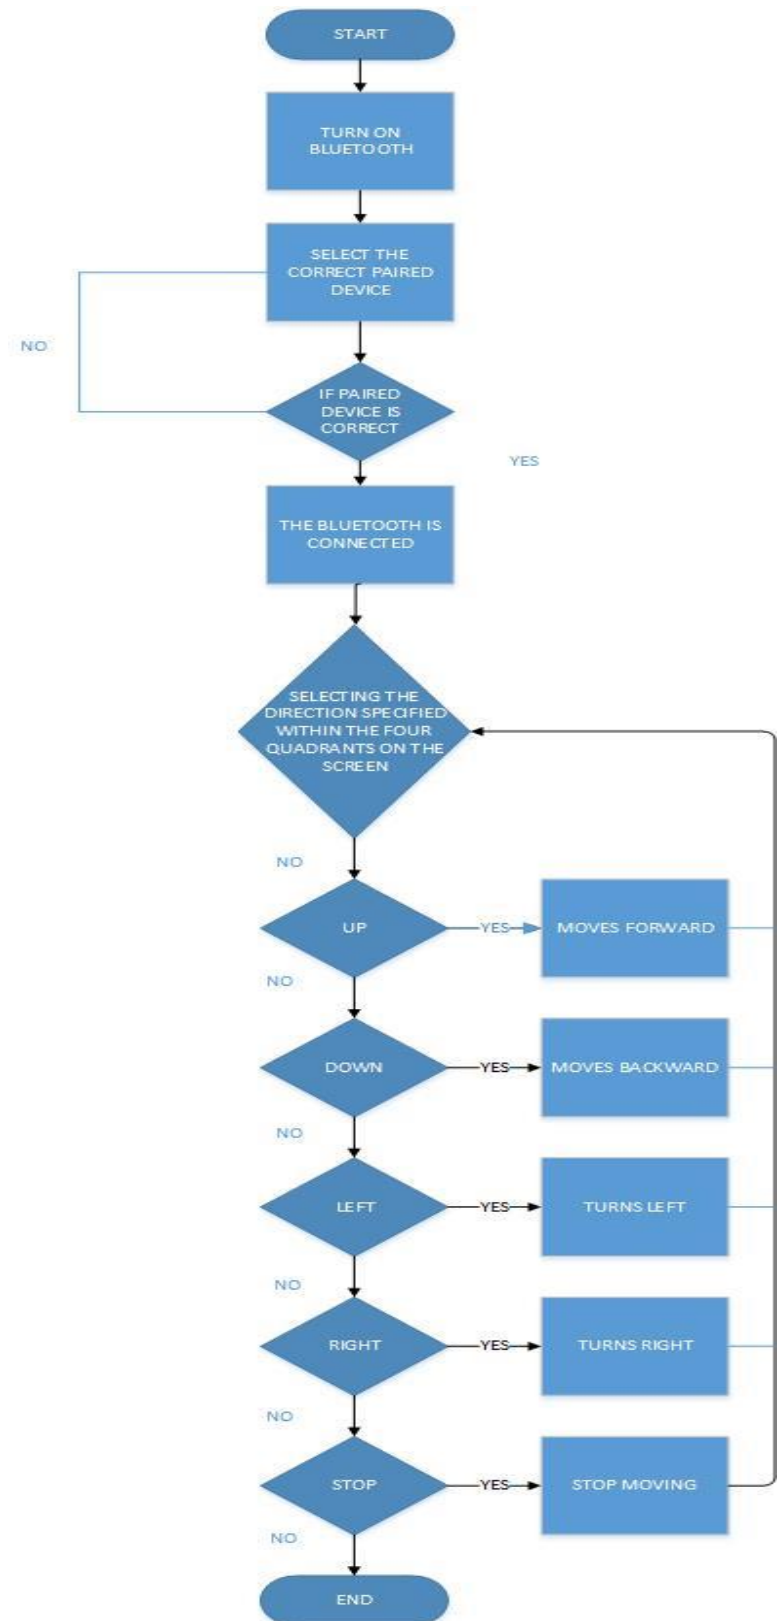 START
TURN ON
BLUETOOTH
SELECT THE
CORRECT PAIRED
DEVICE
NO
IF PAIRED
DEVICE IS
CORRECT
YES
THE BLUETOOTH IS
CONNECTED
SELECTING THE
DIRECTION SPECIFIED
WITHIN THE FOUR
QUADRANTS ON THE
SCREEN
NO
UP
YES
MOVES FORWARD
NO
DOWN
YES
MOVES BACKWARD
NO
LEFT
YES
TURNS LEFT
NO
RIGHT
YES
TURNS RIGHT
NO
STOP
YES
STOP MOVING
NO
END